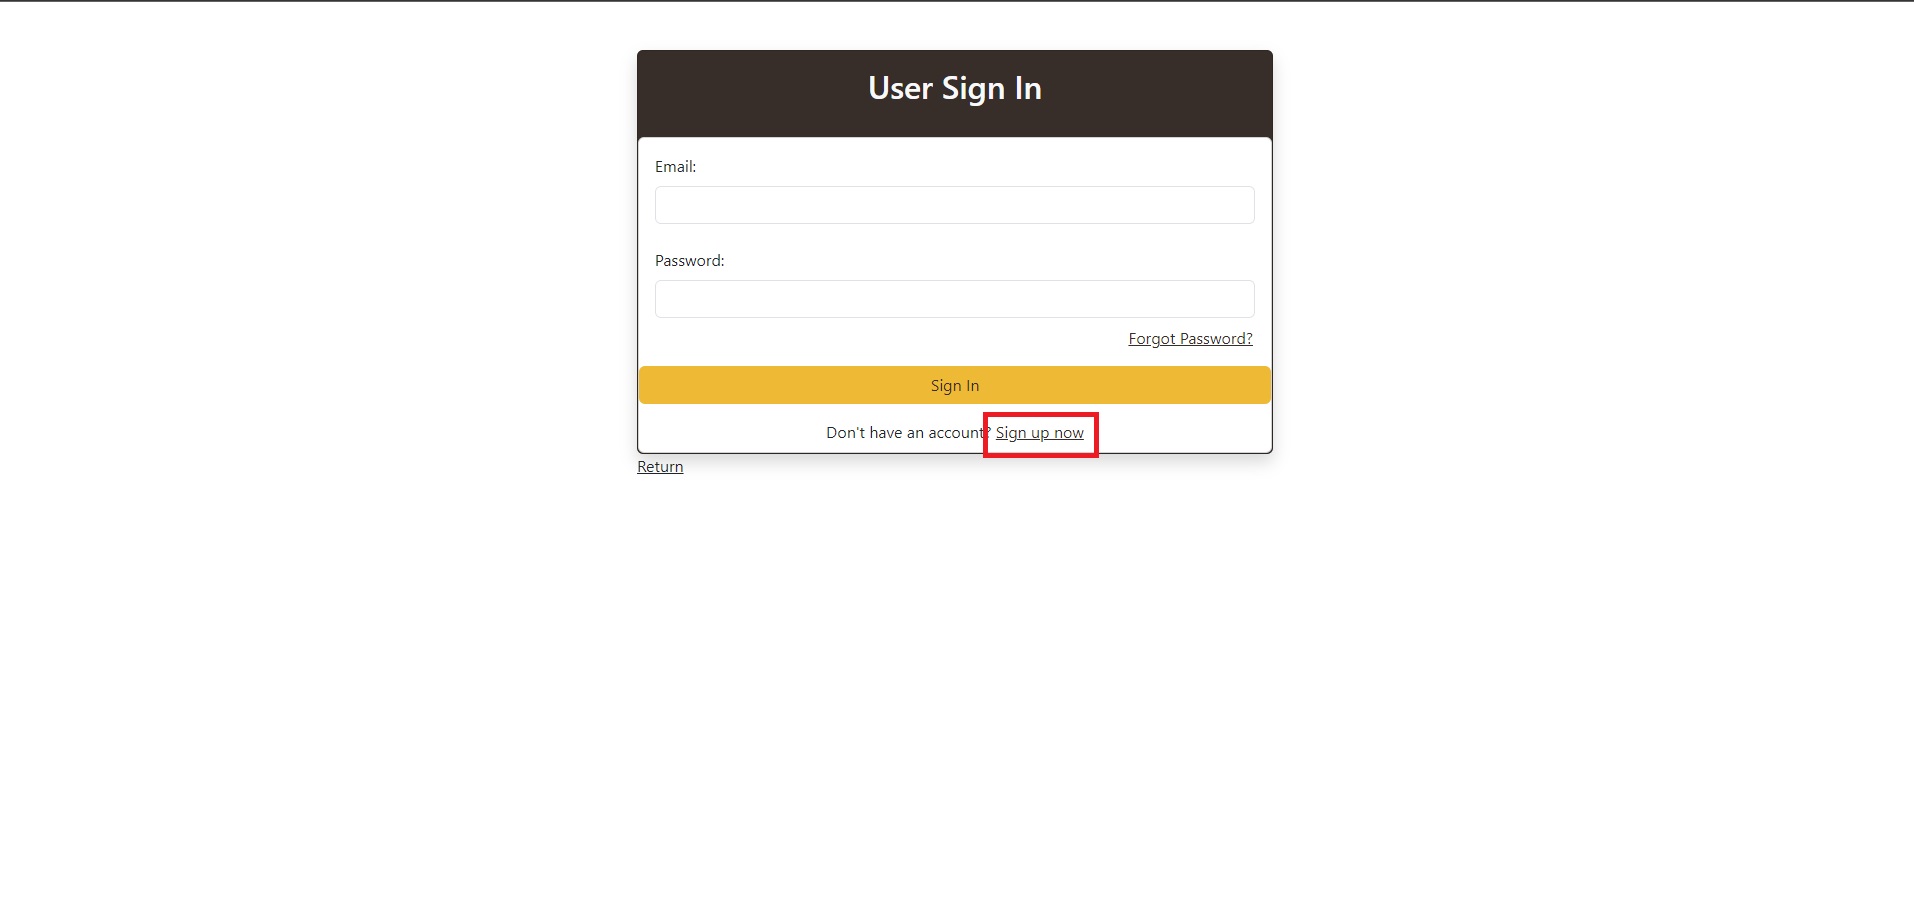 User Sign In
Email:
Password:
Forgot Password?
Sign In
Don't have an account? Sign up now
Return